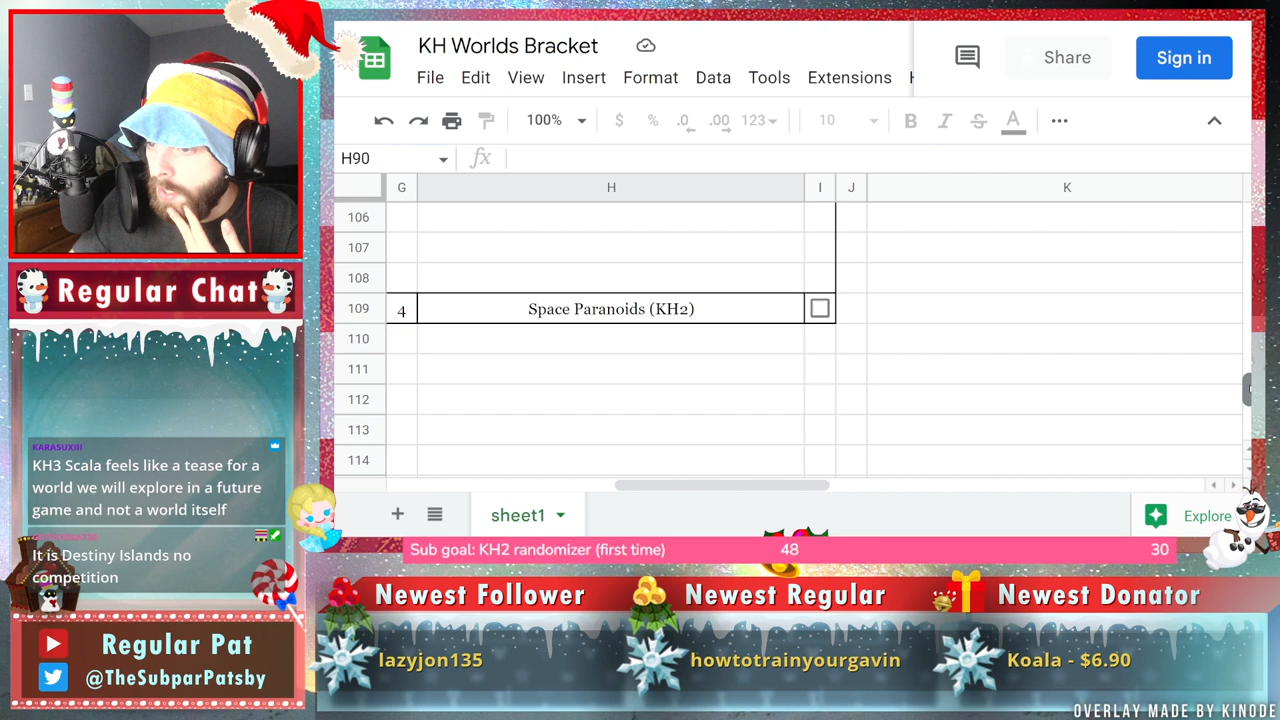 KH Worlds Bracket
File Edit View Insert Format Data Tools Extensions
Share
Sign in
100% $ % .0 .00 123 10 B I S A
H90 fx
G H I J K
106
107
108
109 4 Space Paranoids (KH2)
110
111
112
113
114
sheet1
Explore
Regular Chat
KARASUXIII
KH3 Scala feels like a tease for a
world we will explore in a future
game and not a world itself
It is Destiny Islands no
competition
Sub goal: KH2 randomizer (first time) 48 30
Newest Follower Newest Regular Newest Donator
lazyjon135 howtotrainyourgavin Koala - $6.90
Regular Pat
@TheSubparPatsby
OVERLAY MADE BY KINODE